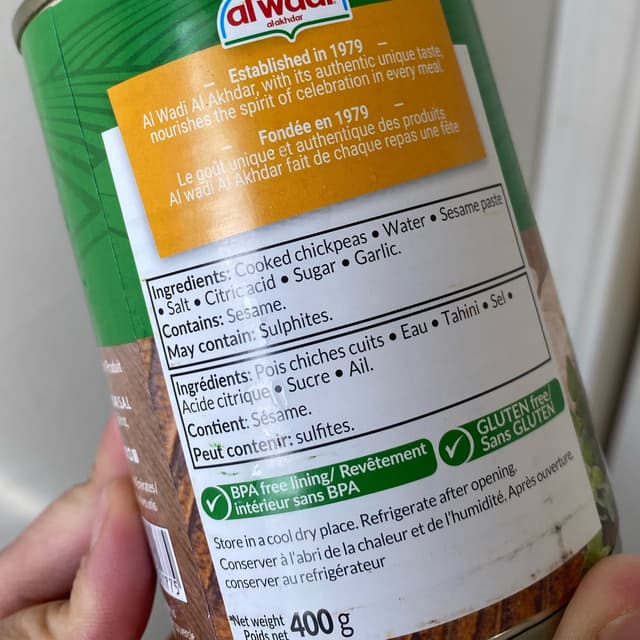 al wadi
al akhdar
Established in 1979
Al Wadi Al Akhdar, with its authentic unique taste,
nourishes the spirit of celebration in every meal.
Fondée en 1979
Le goût unique et authentique des produits
Al wadi Al Akhdar fait de chaque repas une fête
Ingredients: Cooked chickpeas • Water • Sesame paste
• Salt • Citric acid • Sugar • Garlic.
Contains: Sesame.
May contain: Sulphites.
Ingrédients: Pois chiches cuits • Eau • Tahini • Sel •
Acide citrique • Sucre • Ail.
Contient: Sésame.
Peut contenir: sulfites.
BPA free lining/ Revêtement
intérieur sans BPA
GLUTEN free/
Sans GLUTEN
Store in a cool dry place. Refrigerate after opening.
Conserver à l'abri de la chaleur et de l'humidité. Après ouverture,
conserver au réfrigérateur
Net weight
Poids net
400 g